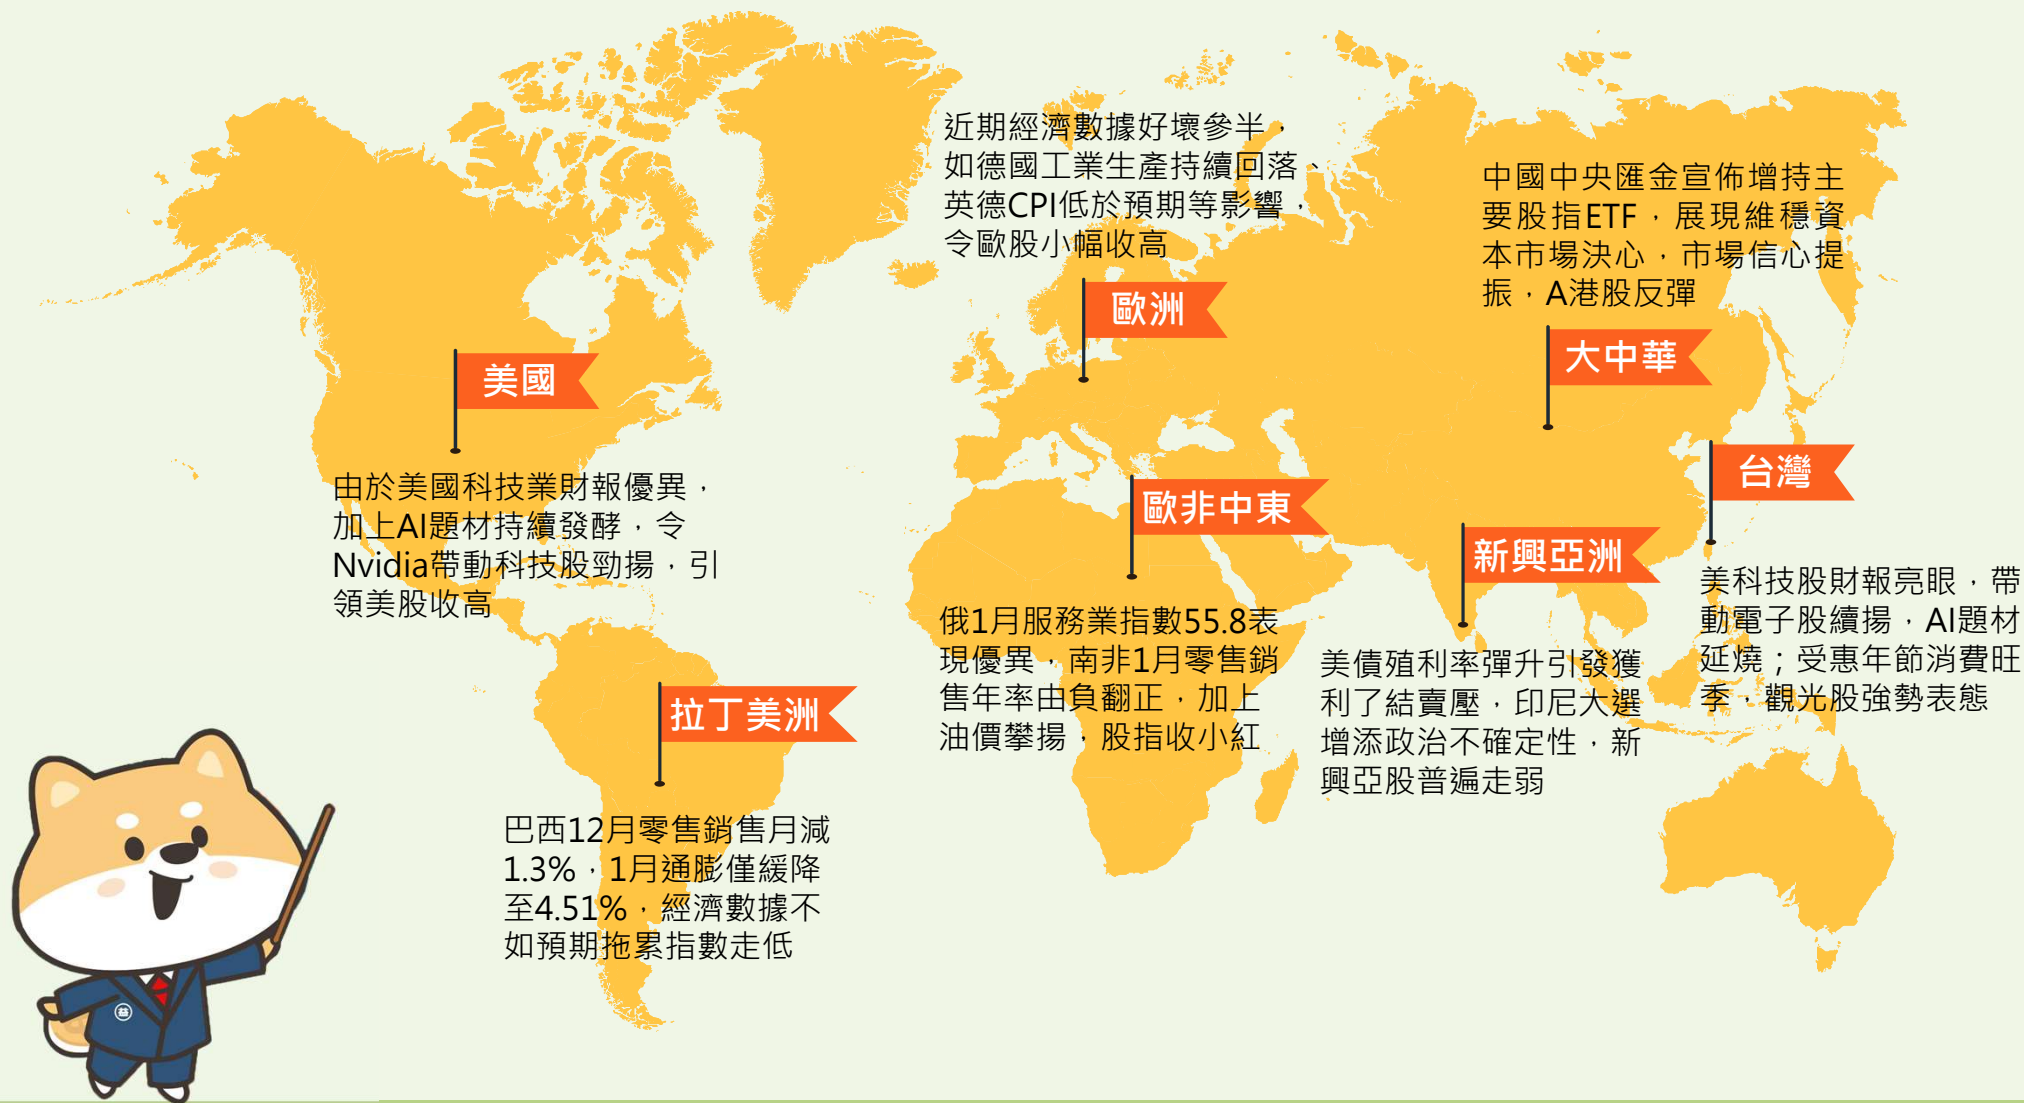 近期經濟數據好壞參半，
如德國工業生產持續回落、
英德CPI低於預期等影響，
令歐股小幅收高
歐洲
中國中央匯金宣佈增持主
要股指ETF，展現維穩資
本市場決心，市場信心提
振，A港股反彈
大中華
美國
由於美國科技業財報優異，
加上AI題材持續發酵，令
Nvidia帶動科技股勁揚，引
領美股收高
歐非中東
俄1月服務業指數55.8表
現優異，南非1月零售銷
售年率由負翻正，加上
油價攀揚，股指收小紅
新興亞洲
美債殖利率彈升引發獲
利了結賣壓，印尼大選
增添政治不確定性，新
興亞股普遍走弱
台灣
美科技股財報亮眼，帶
動電子股續揚，AI題材
延燒；受惠年節消費旺
季，觀光股強勢表態
拉丁美洲
巴西12月零售銷售月減
1.3%，1月通膨僅緩降
至4.51%，經濟數據不
如預期拖累指數走低